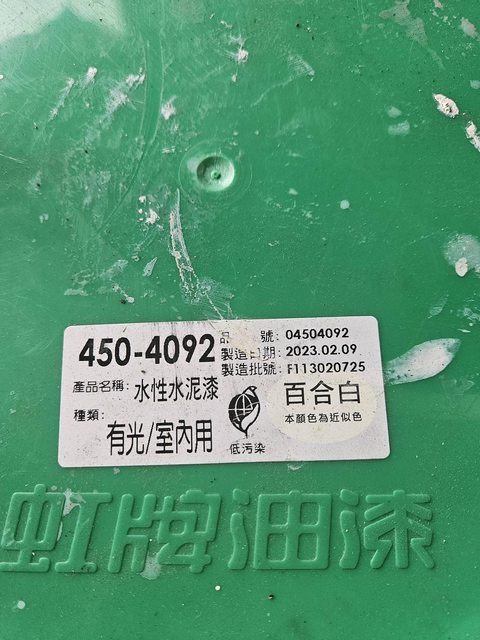 450-4092
品 號: 04504092
製造日期: 2023.02.09
製造批號: F113020725
產品名稱: 水性水泥漆
種類: 有光/室內用
低污染
百合白
本顏色為近似色
虹牌油漆